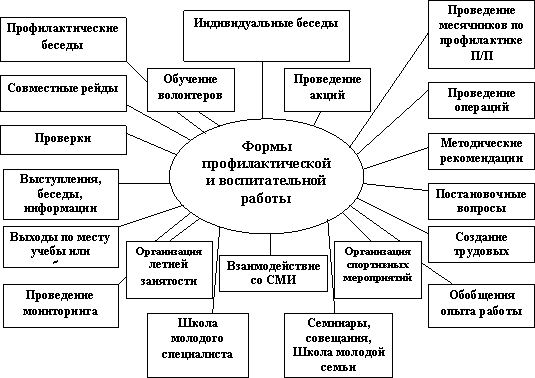 Индивидуальные беседы
Профилактические
беседы
Проведение
месячников по
профилактике
П/П
Обучение
волонтеров
Проведение
акций
Совместные рейды
Проведение
операций
Проверки
Формы
профилактической
и воспитательной
работы
Методические
рекомендации
Выступления,
беседы,
информации
Постановочные
вопросы
Выходы по месту
учебы или
Организация
летней
занятости
Взаимодействие
со СМИ
Организация
спортивных
мероприятий
Создание
трудовых
Проведение
мониторинга
Обобщения
опыта работы
Школа
молодого
специалиста
Семинары,
совещания,
Школа молодой
семьи